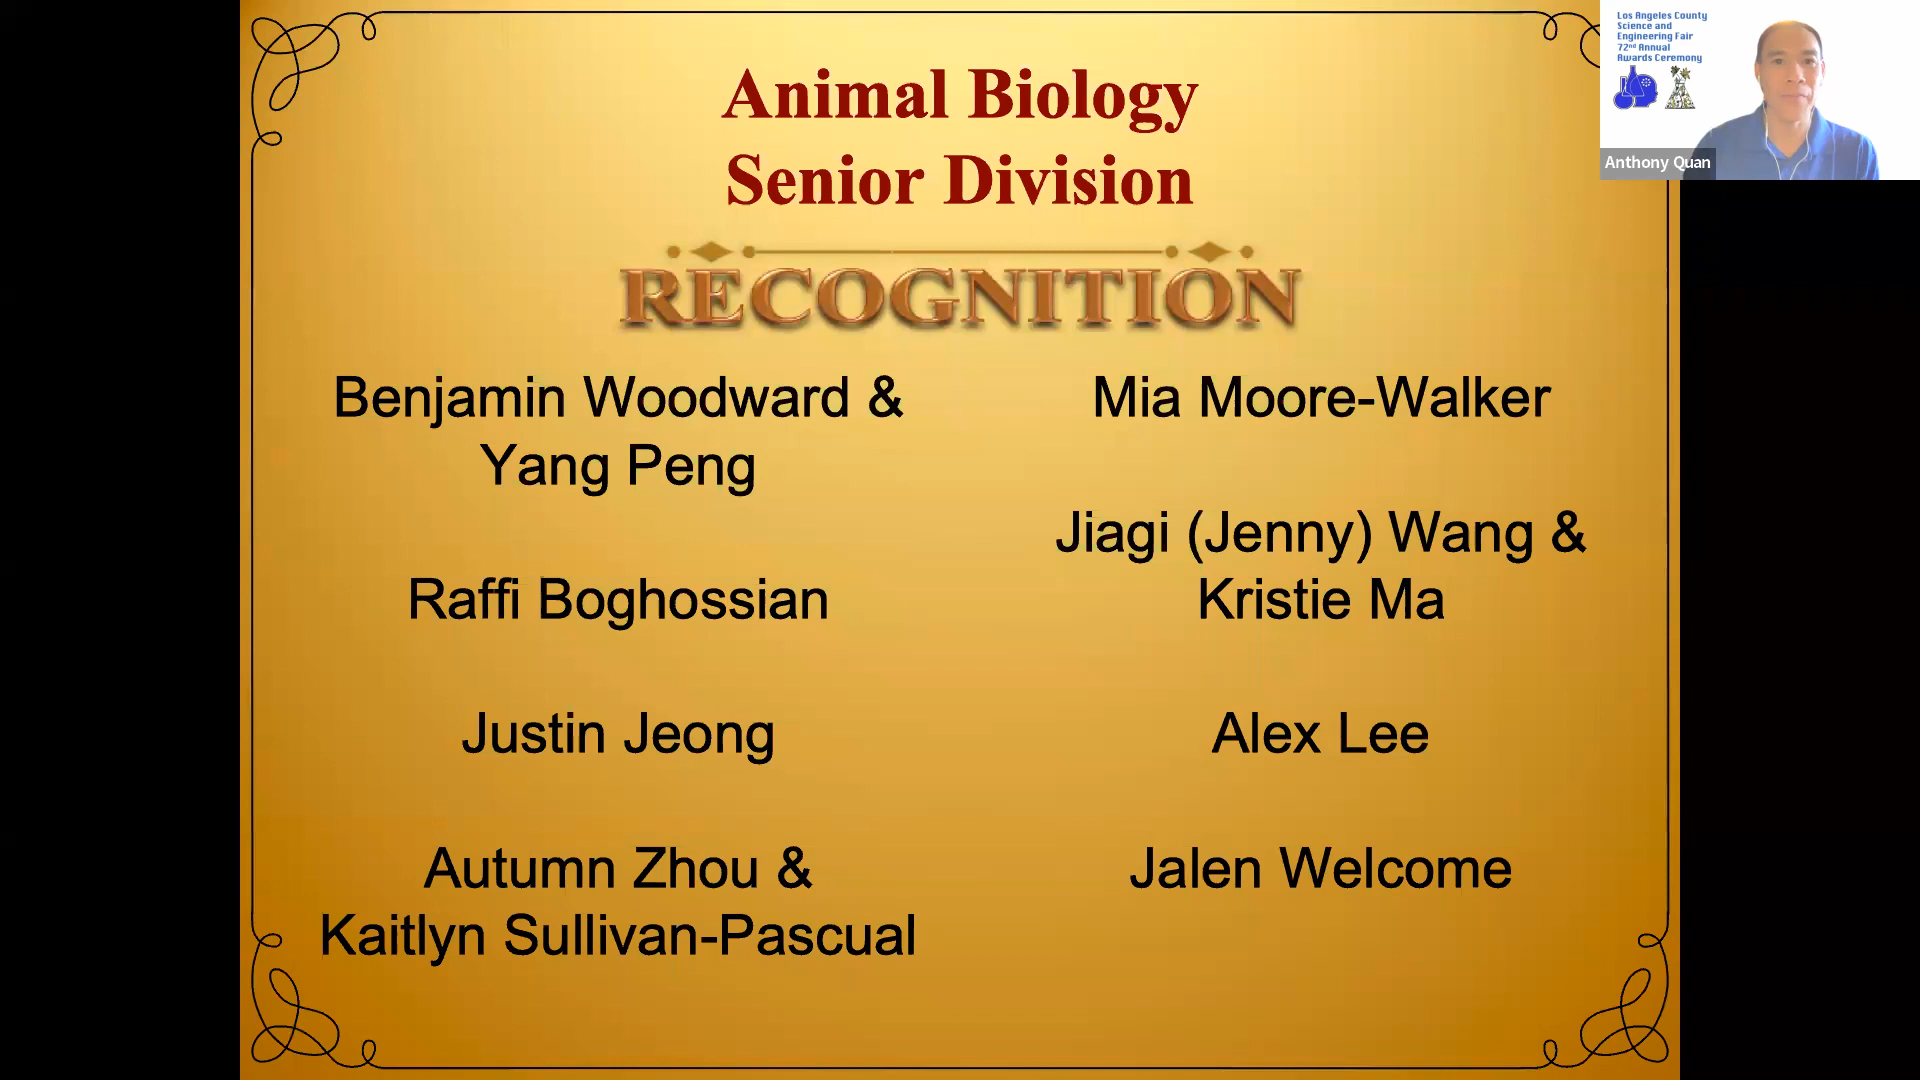 Animal Biology
Senior Division
RECOGNITION
Benjamin Woodward &
Yang Peng
Raffi Boghossian
Justin Jeong
Autumn Zhou &
Kaitlyn Sullivan-Pascual
Mia Moore-Walker
Jiagi (Jenny) Wang &
Kristie Ma
Alex Lee
Jalen Welcome
Los Angeles County
Science and
Engineering Fair
72nd Annual
Awards Ceremony
Anthony Quan